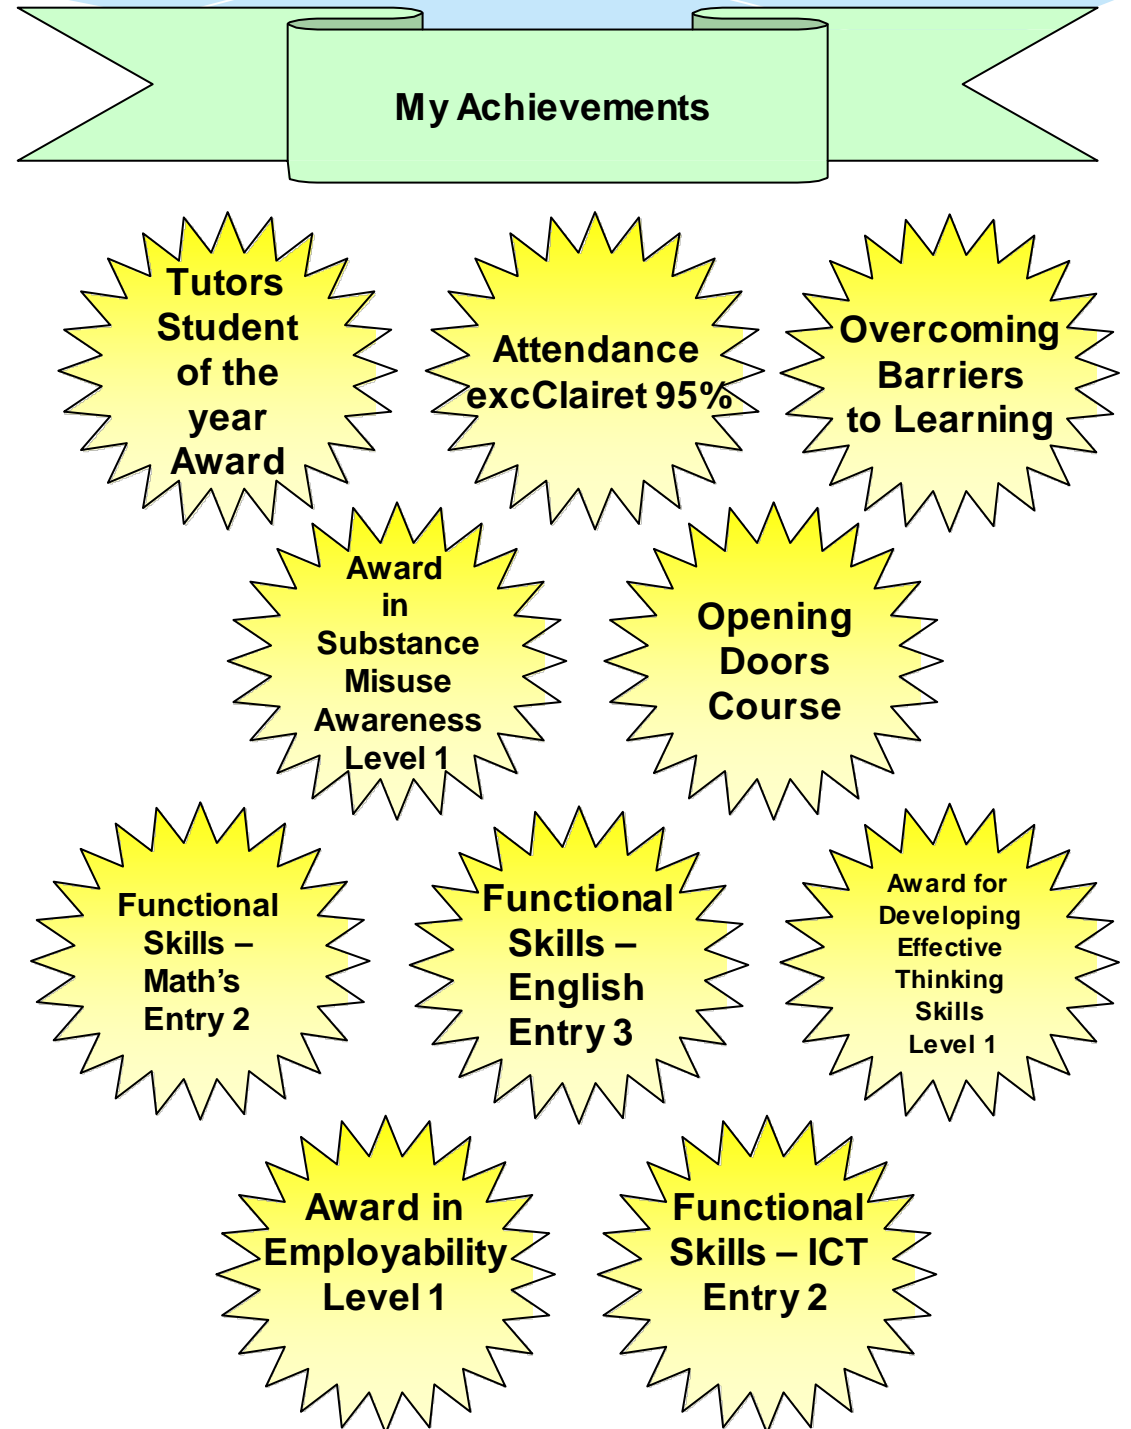 My Achievements
Tutors
Student
of the
year
Award
Attendance
excClairet 95%
Overcoming
Barriers
to Learning
Award
in
Substance
Misuse
Awareness
Level 1
Opening
Doors
Course
Functional
Skills –
Math's
Entry 2
Functional
Skills –
English
Entry 3
Award for
Developing
Effective
Thinking
Skills
Level 1
Award in
Employability
Level 1
Functional
Skills – ICT
Entry 2